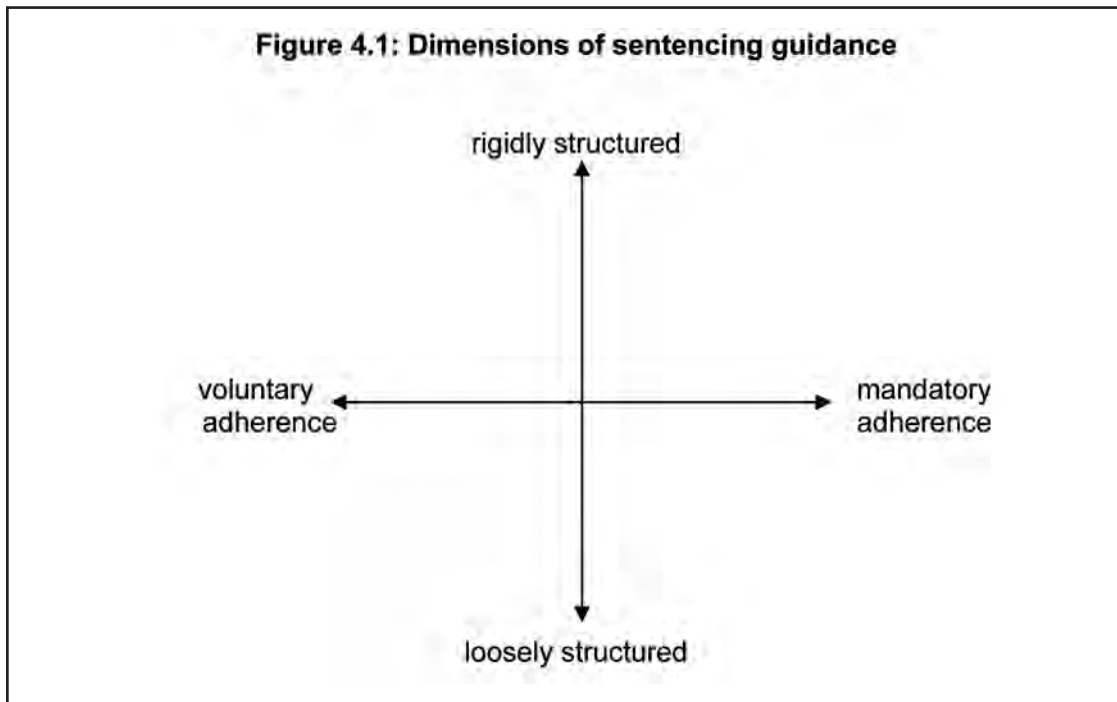 Figure 4.1: Dimensions of sentencing guidance
rigidly structured
voluntary
adherence
mandatory
adherence
loosely structured